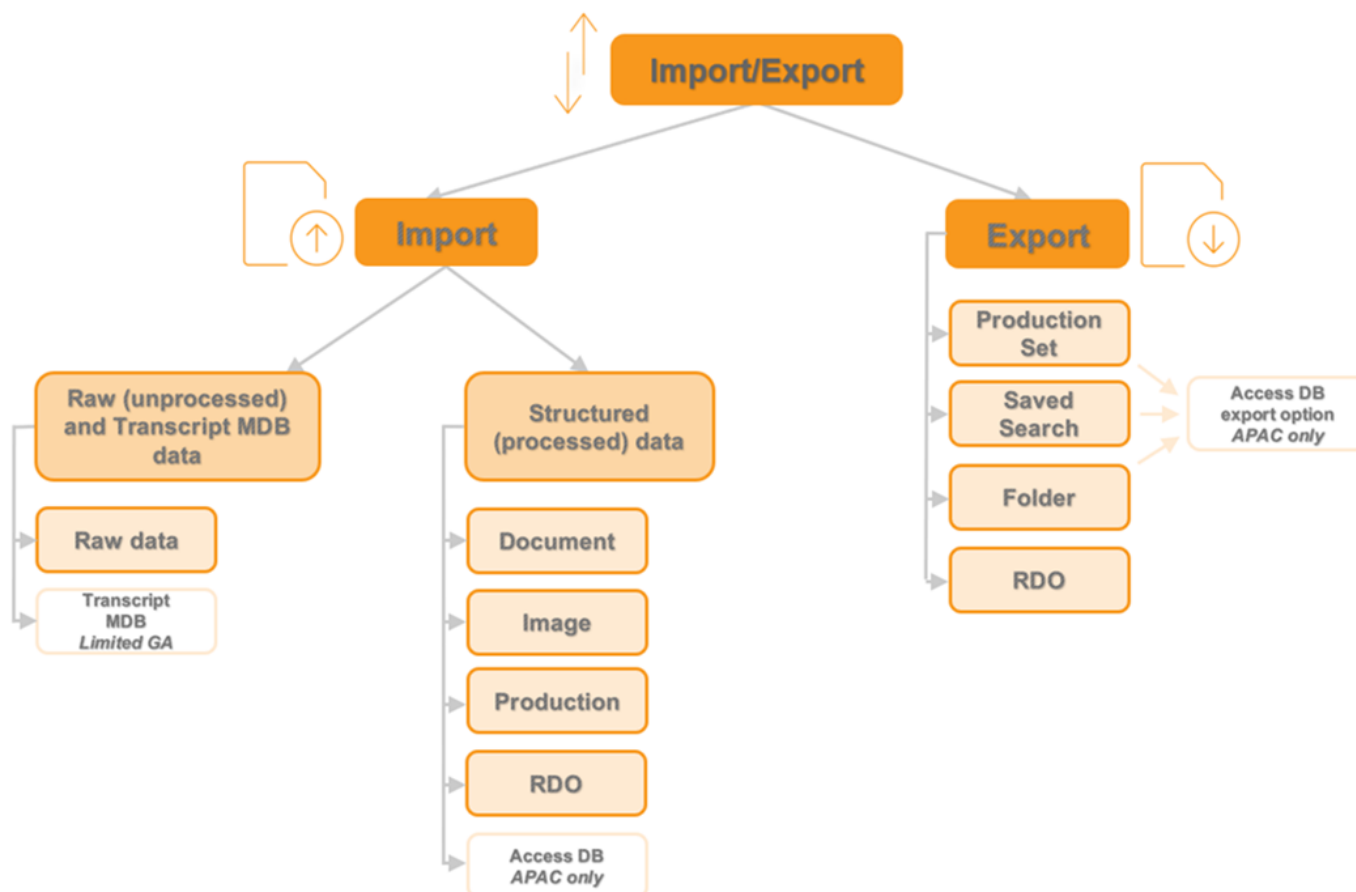 Import/Export
Import
Export
Raw (unprocessed)
and Transcript MDB
data
Raw data
Transcript
MDB
Limited GA
Structured
(processed) data
Document
Image
Production
RDO
Access DB
APAC only
Production
Set
Saved
Search
Folder
RDO
Access DB
export option
APAC only